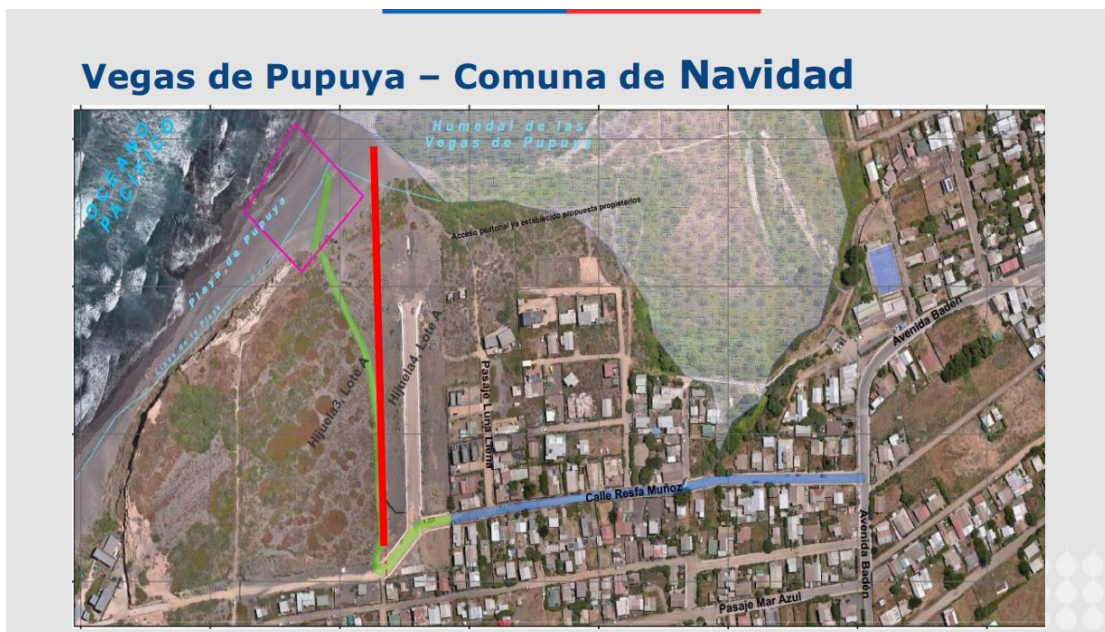 Vegas de Pupuya – Comuna de Navidad
OCEANO
PACIFICO
Humedal de las
Vegas de Pupuya
Playa de Pupuya
Acceso peatonal ya establecido propuesta propietarios
Hijuela3, Lote A
Hijuela4, Lote A
Pasaje Luna Llena
Calle Resfa Muñoz
Avenida Badén
Avenida Badén
Pasaje Mar Azul